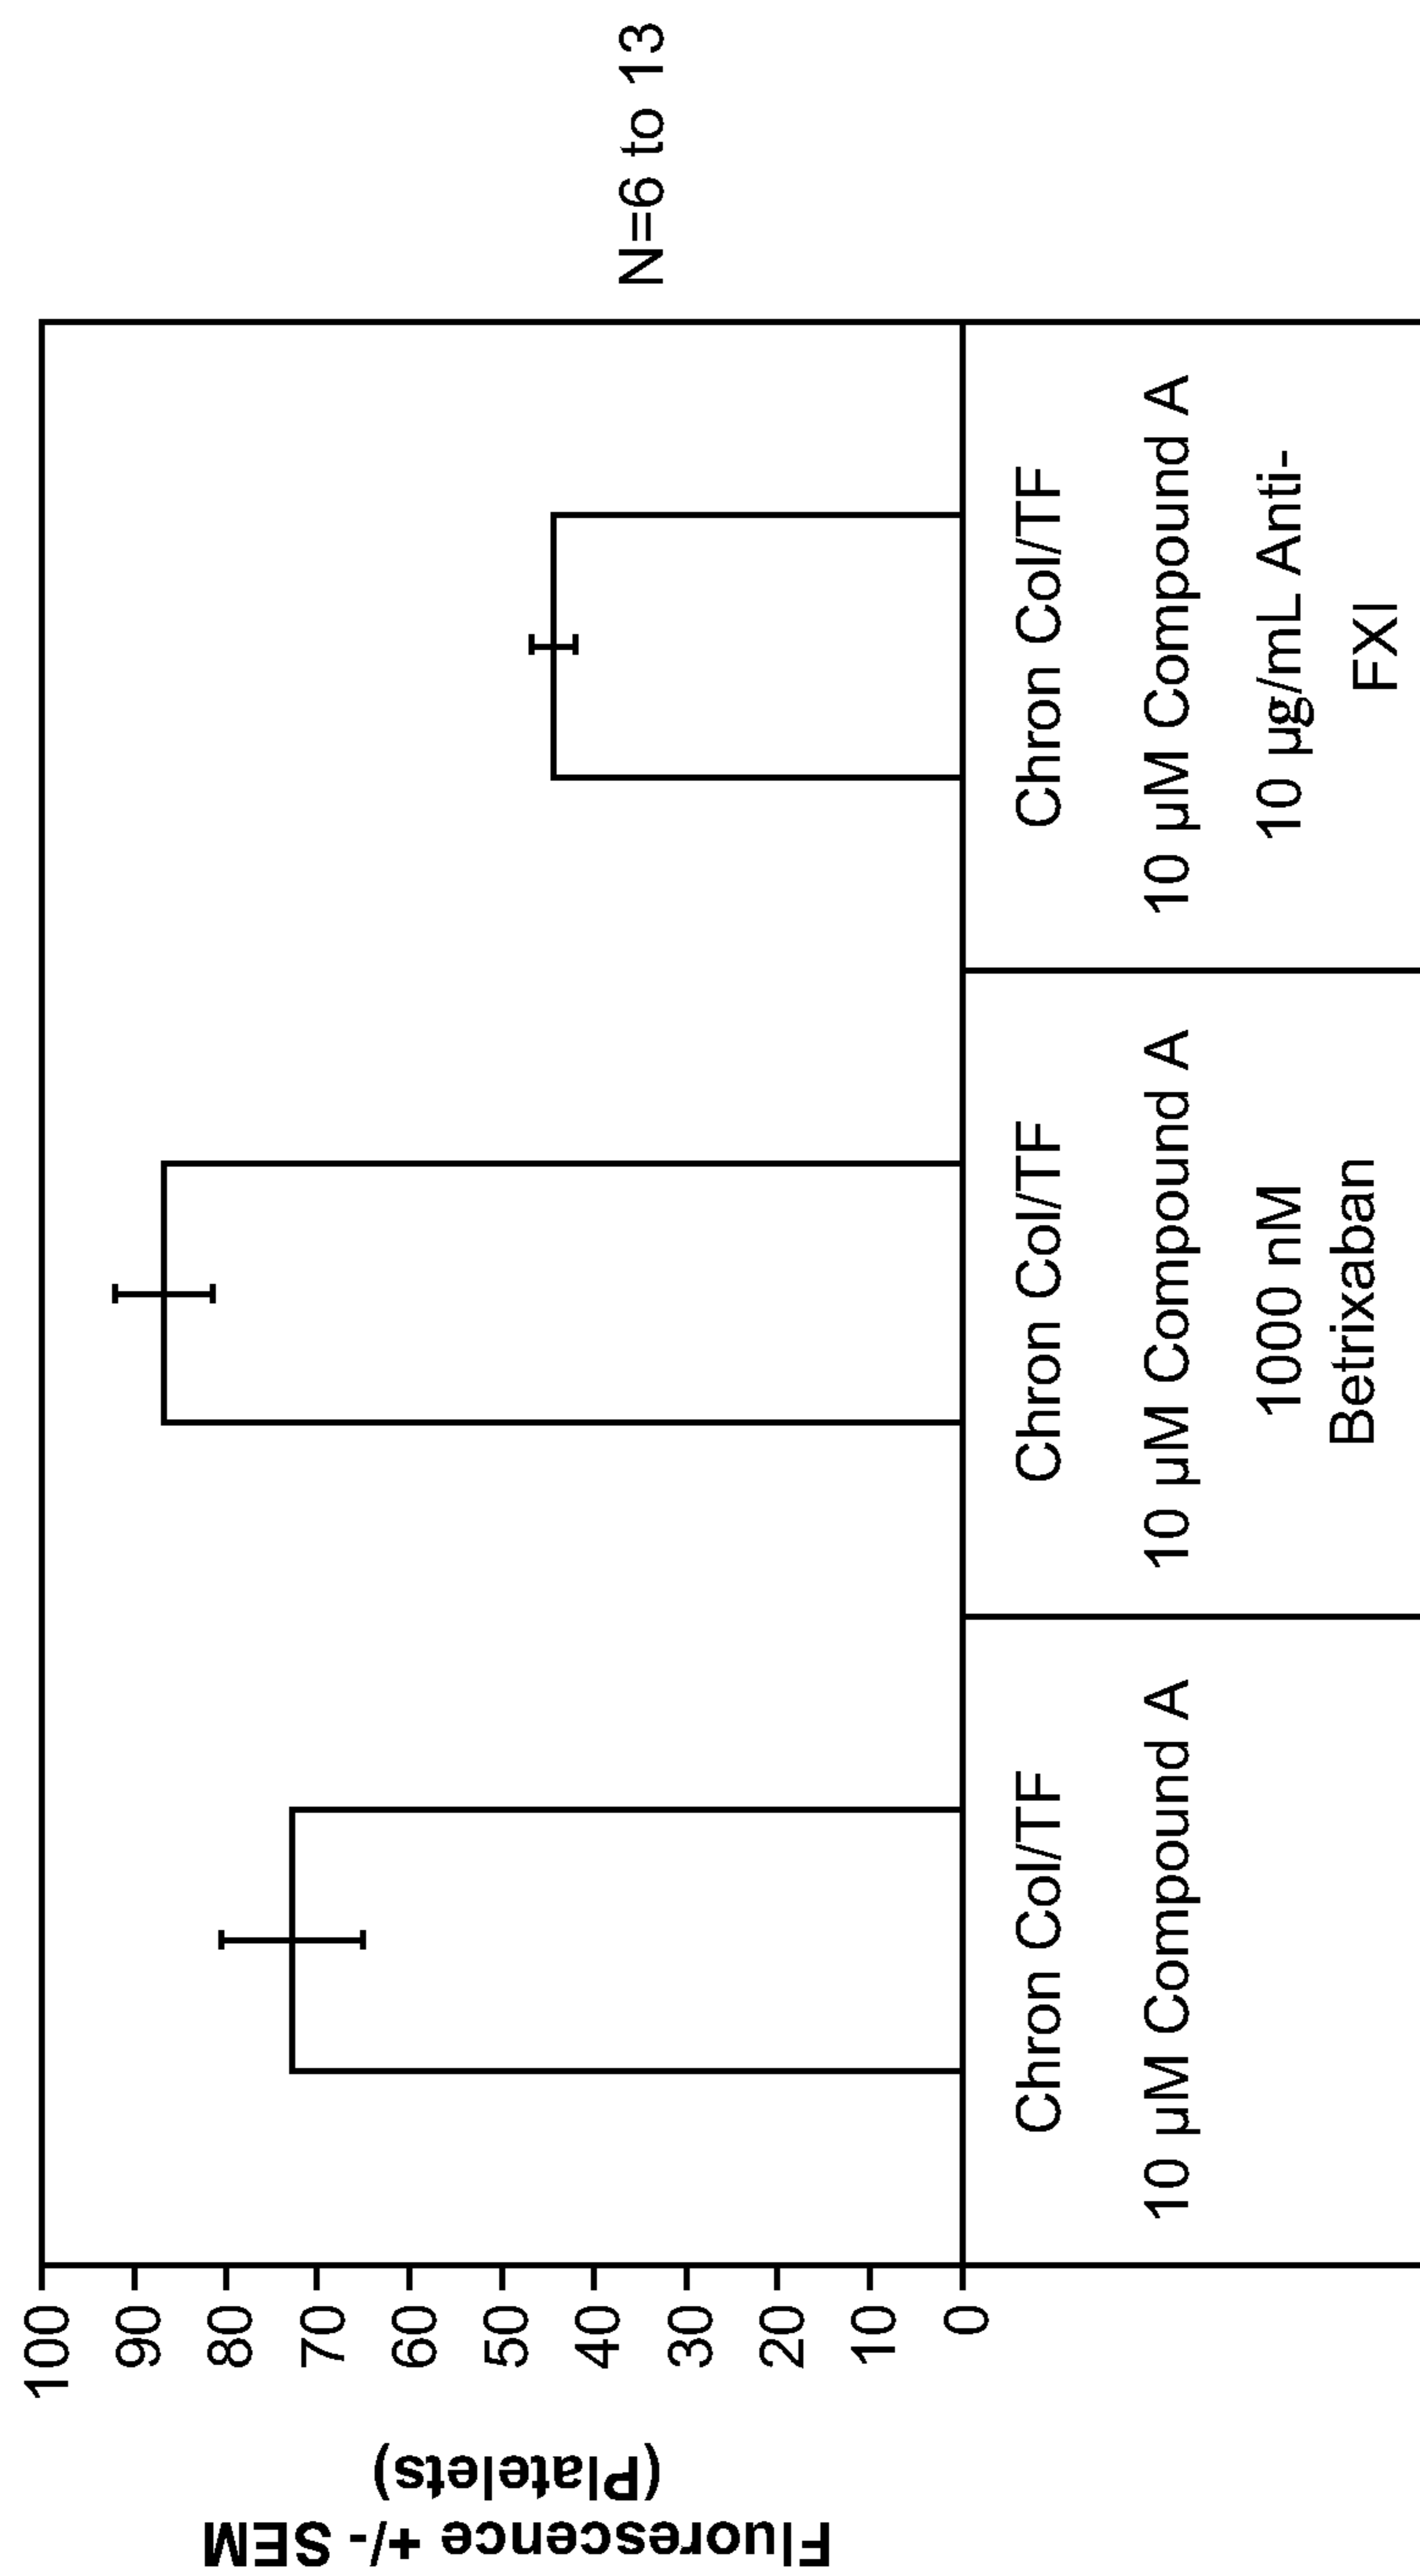 Fluorescence +/- SEM
(Platelets)
100
90
80
70
60
50
40
30
20
10
0
N=6 to 13
Chron Col/TF
10 µM Compound A
Chron Col/TF
10 µM Compound A
1000 nM
Betrixaban
Chron Col/TF
10 µM Compound A
10 µg/mL Anti-
FXI